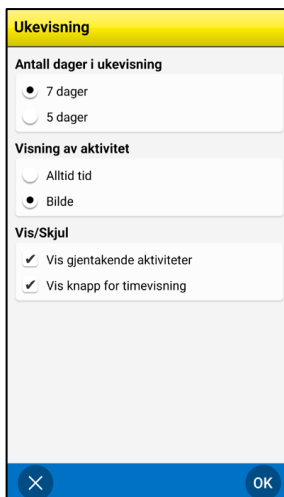 Ukevisning
Antall dager i ukevisning
7 dager
5 dager
Visning av aktivitet
Alltid tid
Bilde
Vis/Skjul
Vis gjentakende aktiviteter
Vis knapp for timevisning
OK